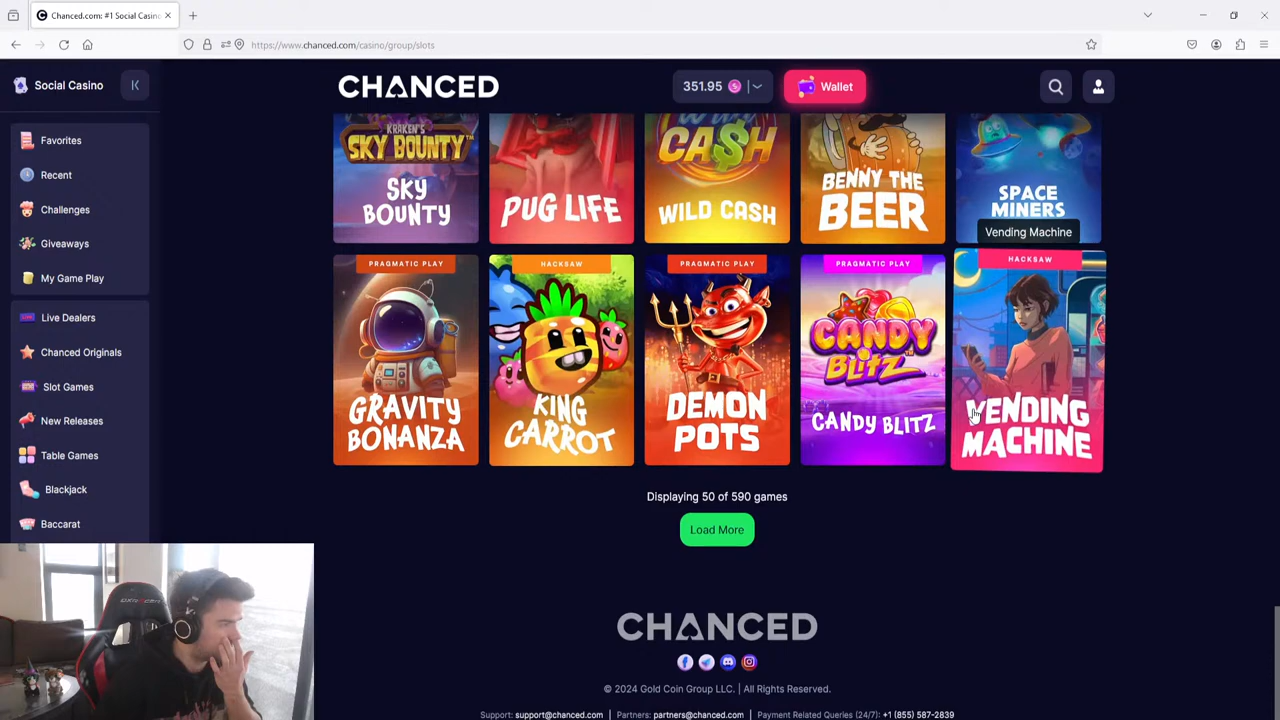 Chanced.com: #1 Social Casin
https://www.chanced.com/casino/group/slots
Social Casino
CHANCED
351.95
Wallet
Favorites
Recent
Challenges
Giveaways
My Game Play
Live Dealers
Chanced Originals
Slot Games
New Releases
Table Games
Blackjack
Baccarat
KRAKEN'S
SKY BOUNTY
SKY
BOUNTY
PUG LIFE
WILD
CASH
WILD CASH
BENNY THE
BEER
SPACE
MINERS
Vending Machine
PRAGMATIC PLAY
GRAVITY
BONANZA
HACKSAW
KING
CARROT
PRAGMATIC PLAY
DEMON
POTS
PRAGMATIC PLAY
CANDY
BLITZ
CANDY BLITZ
HACKSAW
VENDING
MACHINE
Displaying 50 of 590 games
Load More
CHANCED
© 2024 Gold Coin Group LLC. | All Rights Reserved.
Support: support@chanced.com | Partners: partners@chanced.com | Payment Related Queries (24/7): +1 (855) 587-2839